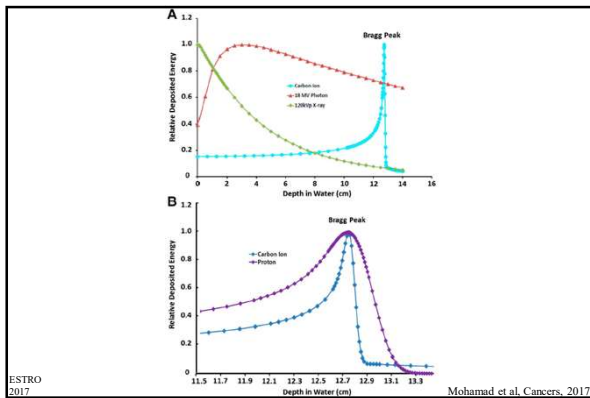 A
Bragg Peak
1.2
1.0
0.8
0.6
0.4
0.2
0.0
Relative Deposited Energy
Carbon Ion
18 MV Photon
120kVp X-ray
0 2 4 6 8 10 12 14 16
Depth in Water (cm)
B
Bragg Peak
1.2
1.0
0.8
0.6
0.4
0.2
0
Relative Deposited Energy
Carbon Ion
Proton
11.5 11.7 11.9 12.1 12.3 12.5 12.7 12.9 13.1 13.3
Depth in Water (cm)
ESTRO
2017
Mohamad et al, Cancers, 2017